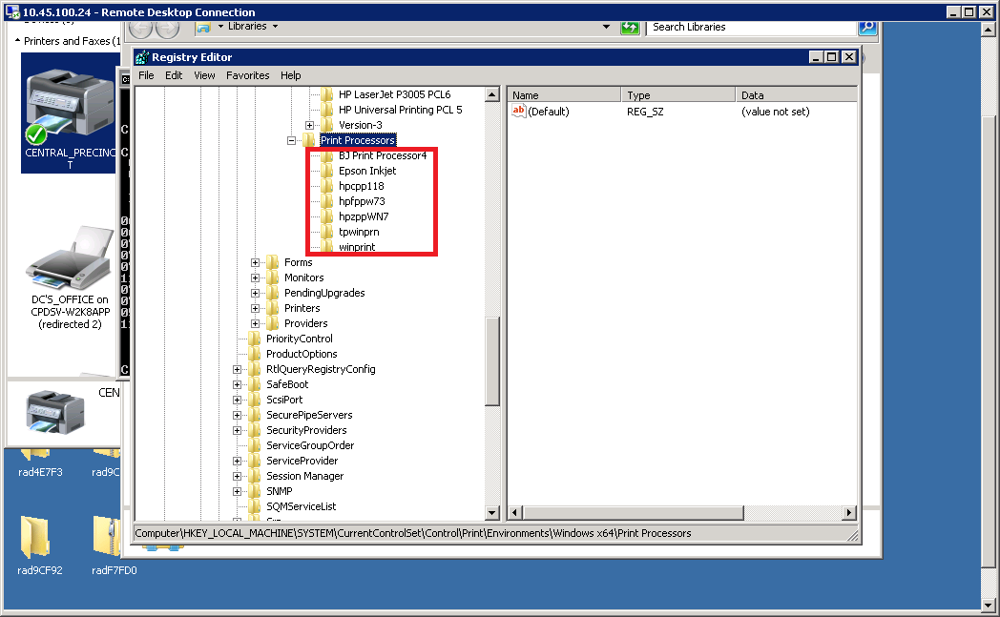 10.45.100.24 - Remote Desktop Connection
Libraries
Search Libraries
Printers and Faxes (1
CENTRAL_PRECINC
T
DC'S_OFFICE on
CPDSV-W2K8APP
(redirected 2)
CEN
rad4E7F3
rad9C
rad9CF92
radF7FD0
Registry Editor
File Edit View Favorites Help
HP LaserJet P3005 PCL6
HP Universal Printing PCL 5
Version-3
Print Processors
BJ Print Processor4
Epson Inkjet
hpcpp118
hpfppw73
hpzppWN7
tpwinprn
winprint
Forms
Monitors
PendingUpgrades
Printers
Providers
PriorityControl
ProductOptions
RtlQueryRegistryConfig
SafeBoot
ScsiPort
SecurePipeServers
SecurityProviders
ServiceGroupOrder
ServiceProvider
Session Manager
SNMP
SQMServiceList
Name Type Data
(Default) REG_SZ (value not set)
Computer\HKEY_LOCAL_MACHINE\SYSTEM\CurrentControlSet\Control\Print\Environments\Windows x64\Print Processors